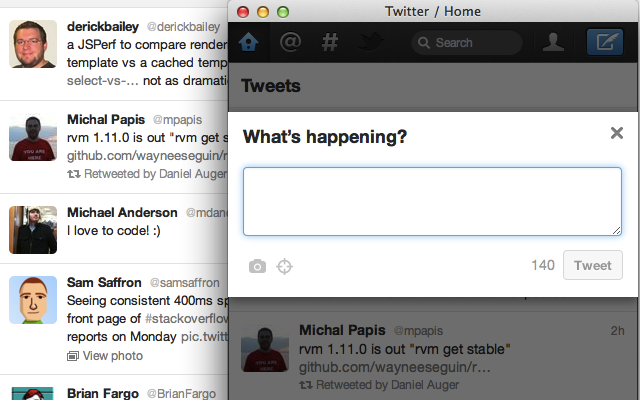 derickbailey @derickbailey
a JSPerf to compare render
template vs a cached temp
select-vs-… not as dramati
Michal Papis @mpapis
rvm 1.11.0 is out "rvm get s
github.com/wayneeseguin/r
Retweeted by Daniel Auger
Michael Anderson @mdan
I love to code! :)
Sam Saffron @samsaffron
Seeing consistent 400ms sp
front page of #stackoverflow
reports on Monday pic.twitt
View photo
Brian Fargo @BrianFargo
Twitter / Home
@ # Search
Tweets
What's happening?
140 Tweet
Michal Papis @mpapis 2h
rvm 1.11.0 is out "rvm get stable"
github.com/wayneeseguin/r…
Retweeted by Daniel Auger
YOU ARE
HERE